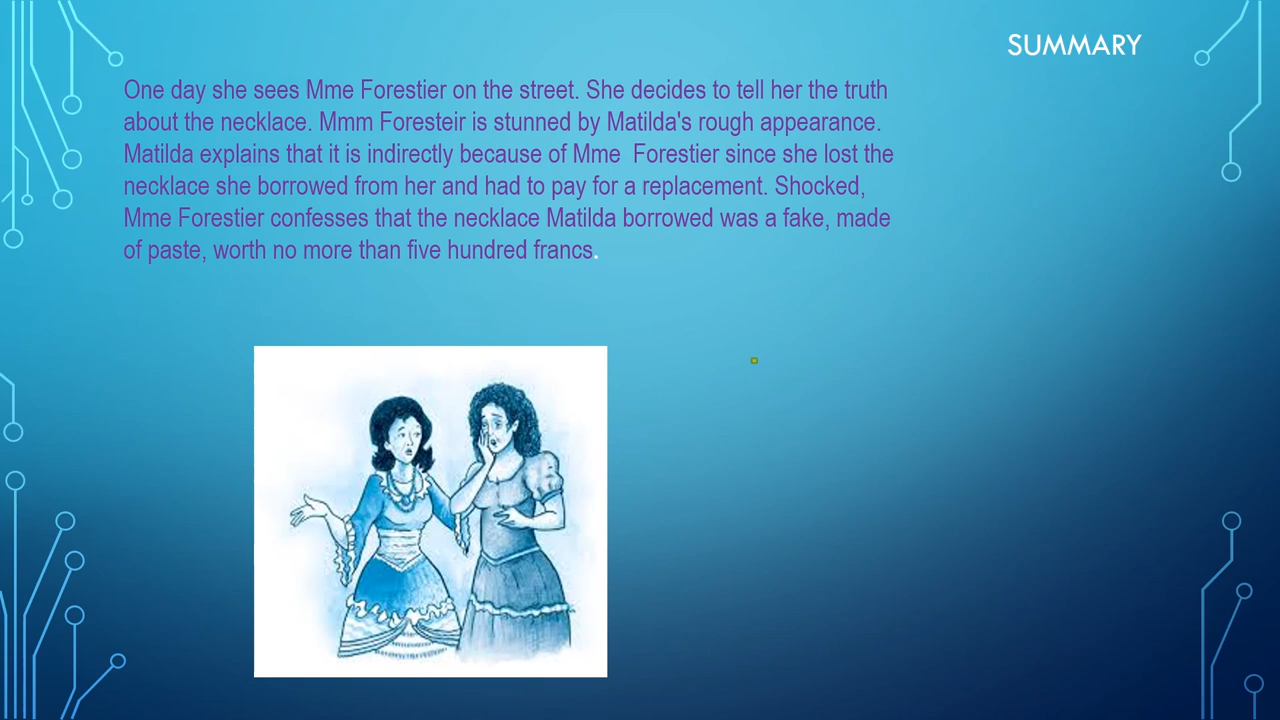 SUMMARY
One day she sees Mme Forestier on the street. She decides to tell her the truth
about the necklace. Mmm Foresteir is stunned by Matilda's rough appearance.
Matilda explains that it is indirectly because of Mme  Forestier since she lost the
necklace she borrowed from her and had to pay for a replacement. Shocked,
Mme Forestier confesses that the necklace Matilda borrowed was a fake, made
of paste, worth no more than five hundred francs.